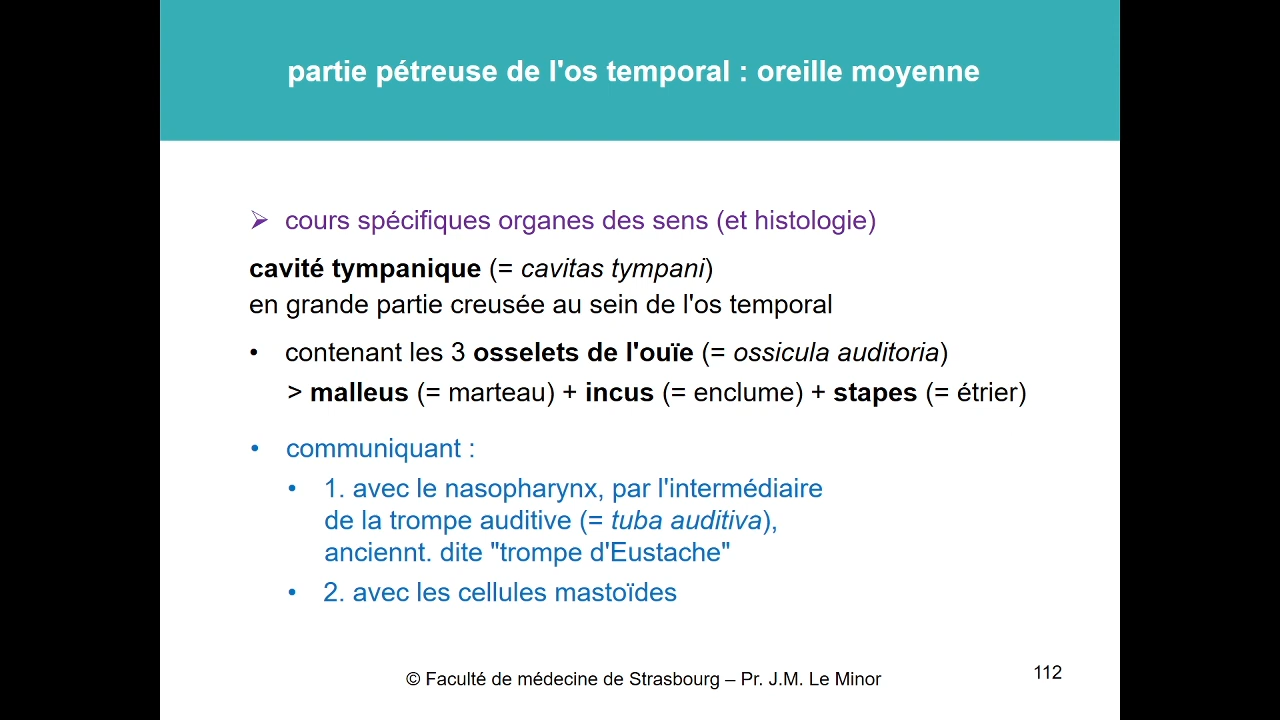 partie pétreuse de l'os temporal : oreille moyenne
➢ cours spécifiques organes des sens (et histologie)
cavité tympanique (= cavitas tympani)
en grande partie creusée au sein de l'os temporal
• contenant les 3 osselets de l'ouïe (= ossicula auditoria)
> malleus (= marteau) + incus (= enclume) + stapes (= étrier)
• communiquant :
• 1. avec le nasopharynx, par l'intermédiaire
de la trompe auditive (= tuba auditiva),
anciennt. dite "trompe d'Eustache"
• 2. avec les cellules mastoïdes
© Faculté de médecine de Strasbourg – Pr. J.M. Le Minor
112